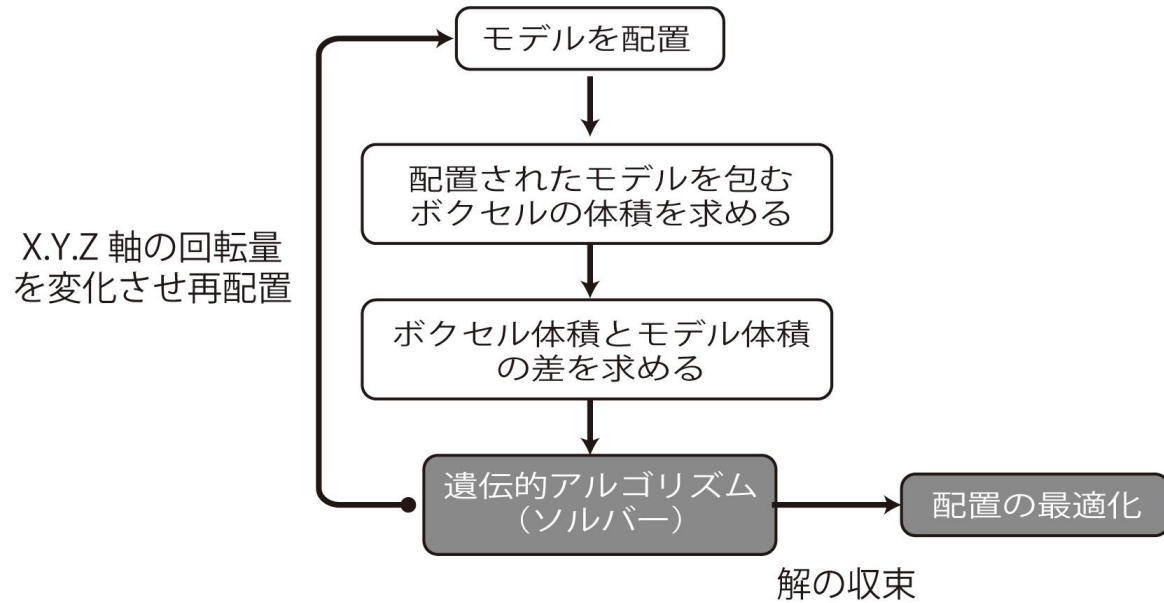 モデルを配置
配置されたモデルを包む
ボクセルの体積を求める
X.Y.Z 軸の回転量
を変化させ再配置
ボクセル体積とモデル体積
の差を求める
遺伝的アルゴリズム
（ソルバー）
配置の最適化
解の収束